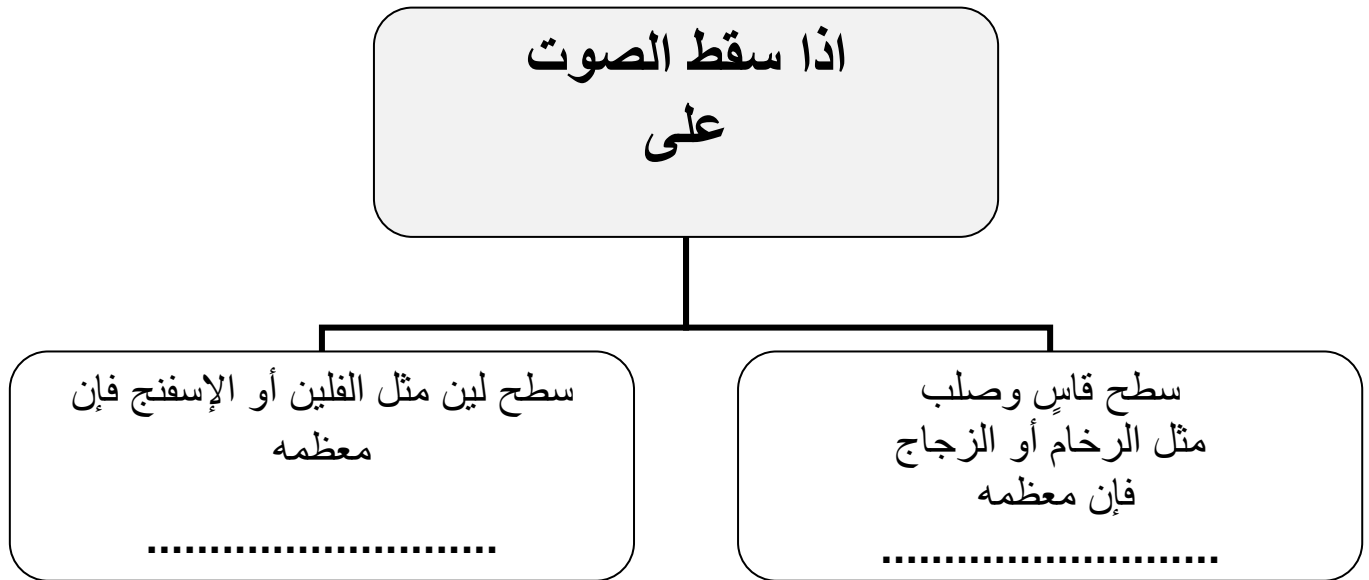 اذا سقط الصوت
على
سطح قاسٍ وصلب
مثل الرخام أو الزجاج
فإن معظمه
...........................
سطح لين مثل الفلين أو الإسفنج فإن
معظمه
............................